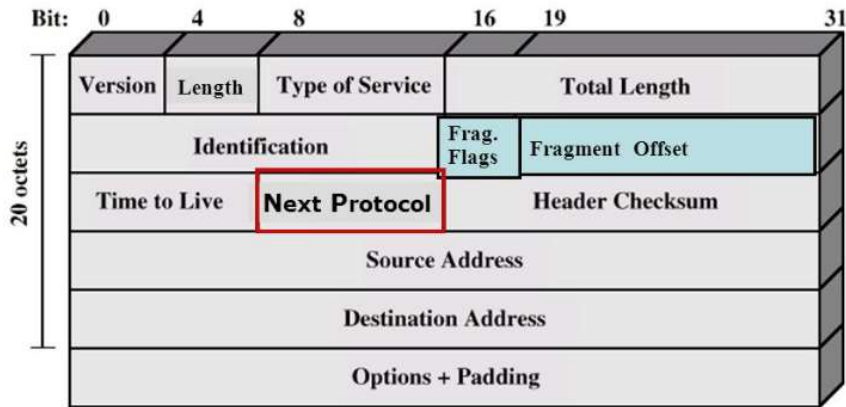 Bit: 0 4 8 16 19 31
Version Length Type of Service Total Length
Identification Frag. Flags Fragment Offset
Time to Live Next Protocol Header Checksum
Source Address
Destination Address
Options + Padding
20 octets